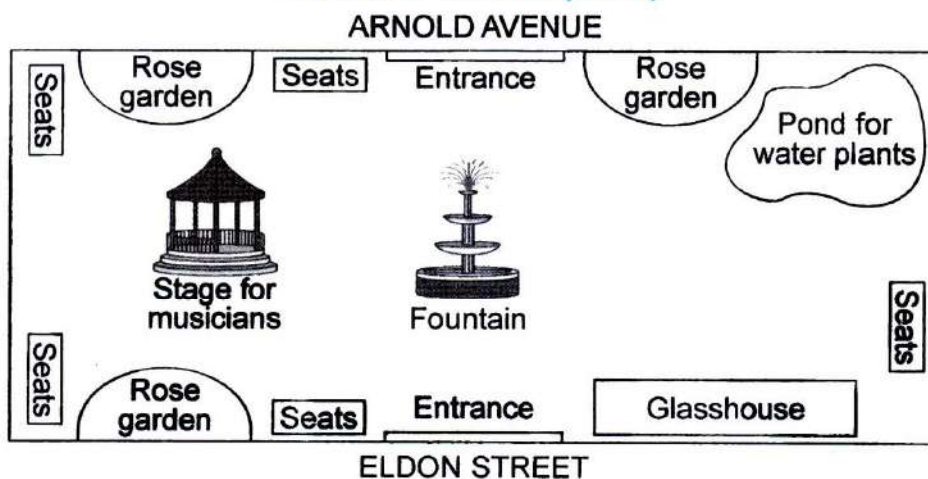 ARNOLD AVENUE
Seats
Rose
garden
Seats
Entrance
Rose
garden
Pond for
water plants
Stage for
musicians
Fountain
Seats
Seats
Rose
garden
Seats
Entrance
Glasshouse
ELDON STREET